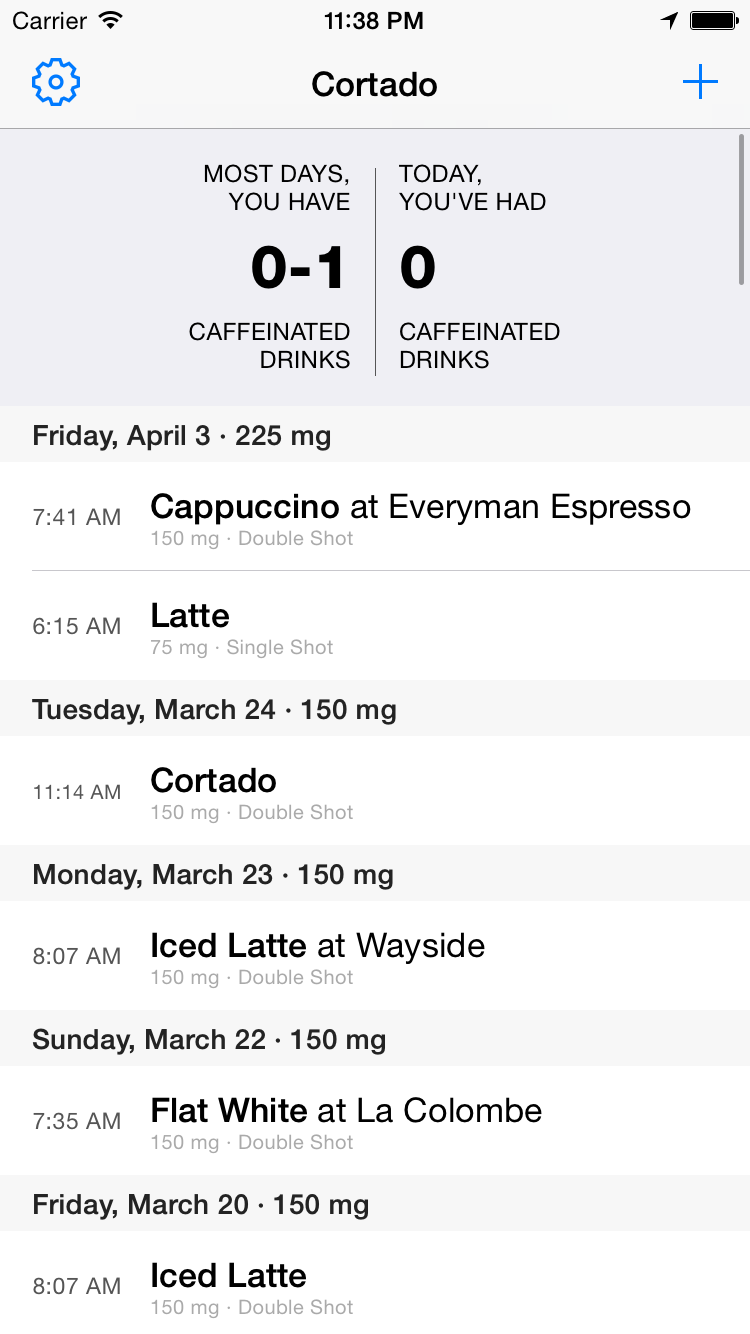 Carrier 11:38 PM
Cortado
MOST DAYS,
YOU HAVE
0-1
CAFFEINATED
DRINKS
TODAY,
YOU'VE HAD
0
CAFFEINATED
DRINKS
Friday, April 3 · 225 mg
7:41 AM Cappuccino at Everyman Espresso
150 mg · Double Shot
6:15 AM Latte
75 mg · Single Shot
Tuesday, March 24 · 150 mg
11:14 AM Cortado
150 mg · Double Shot
Monday, March 23 · 150 mg
8:07 AM Iced Latte at Wayside
150 mg · Double Shot
Sunday, March 22 · 150 mg
7:35 AM Flat White at La Colombe
150 mg · Double Shot
Friday, March 20 · 150 mg
8:07 AM Iced Latte
150 mg · Double Shot